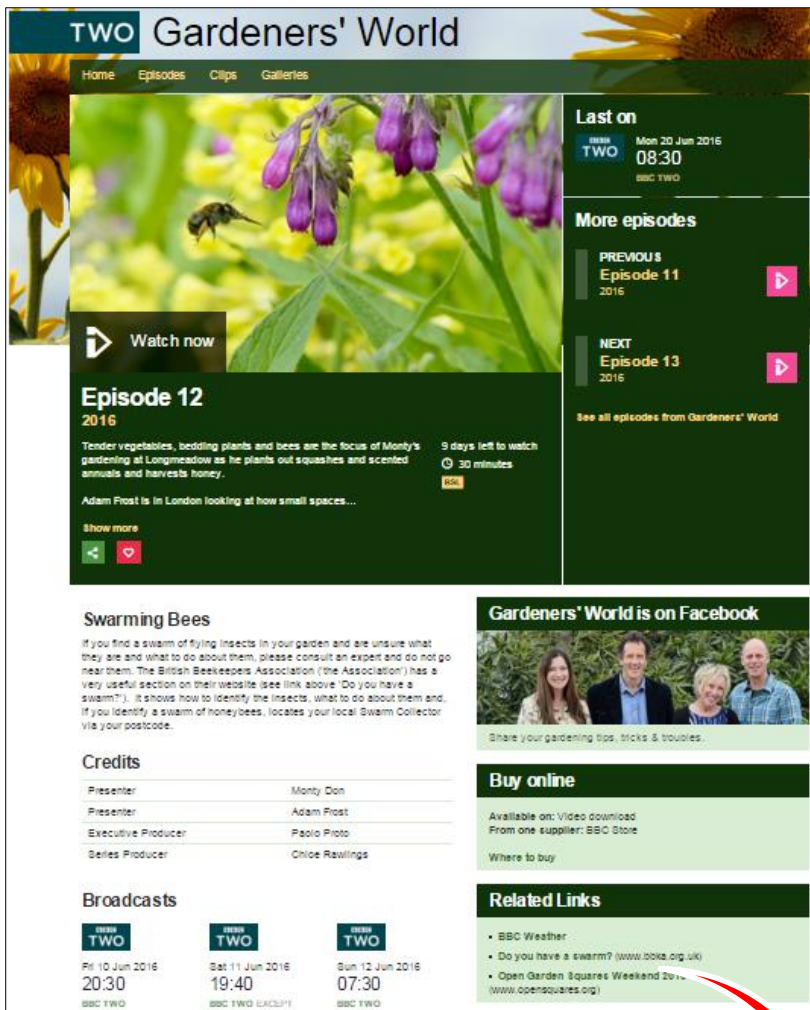 TWO Gardeners' World
Home Episodes Clips Galleries
Watch now
Episode 12
2016
Tender vegetables, bedding plants and bees are the focus of Monty's
gardening at Longmeadow as he plants out squashes and scented
annuals and harvests honey.
Adam Frost is in London looking at how small spaces...
Show more
9 days left to watch
30 minutes
BSL
Last on
BBC
TWO
Mon 20 Jun 2016
08:30
BBC TWO
More episodes
PREVIOUS
Episode 11
2016
NEXT
Episode 13
2016
See all episodes from Gardeners' World
Swarming Bees
If you find a swarm of flying insects in your garden and are unsure what
they are and what to do about them, please consult an expert and do not go
near them. The British Beekeepers Association ('the Association') has a
very useful section on their website (see link above 'Do you have a
swarm?'). It shows how to identify the insects, what to do about them and,
if you identify a swarm of honeybees, locates your local Swarm Collector
via your postcode.
Credits
Presenter Monty Don
Presenter Adam Frost
Executive Producer Paolo Proto
Series Producer Chloe Rawlings
Broadcasts
BBC
TWO
Fri 10 Jun 2016
20:30
BBC TWO
BBC
TWO
Sat 11 Jun 2016
19:40
BBC TWO EXCEPT
BBC
TWO
Sun 12 Jun 2016
07:30
BBC TWO
Gardeners' World is on Facebook
Share your gardening tips, tricks & troubles.
Buy online
Available on: Video download
From one supplier: BBC Store
Where to buy
Related Links
• BBC Weather
• Do you have a swarm? (www.bbka.org.uk)
• Open Garden Squares Weekend
(www.opensquares.org)